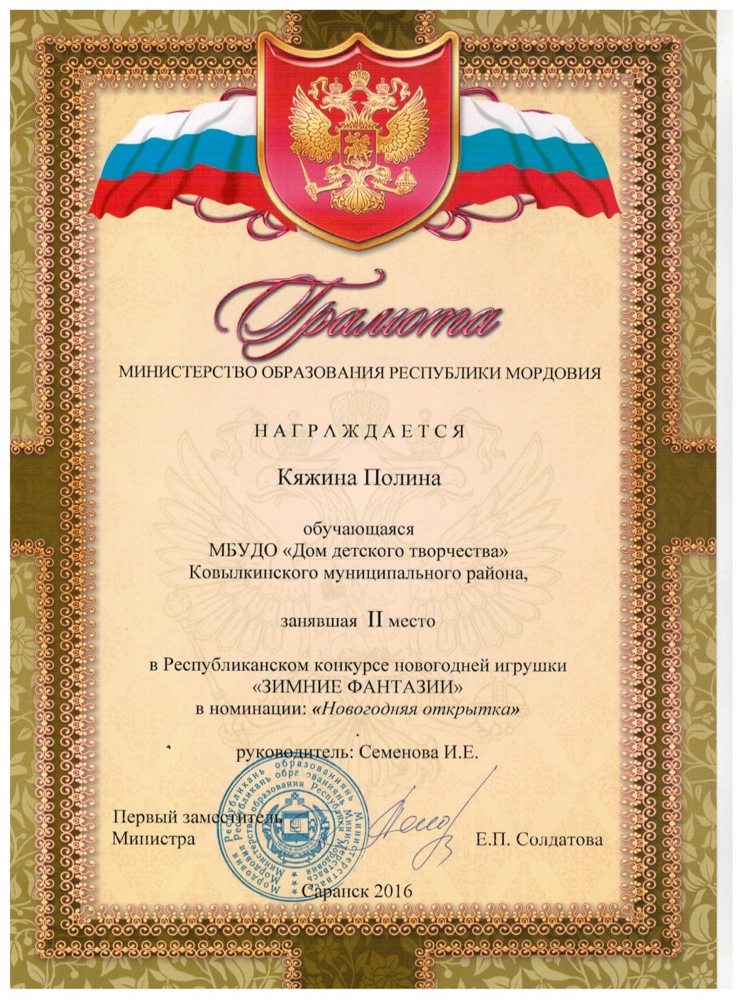 Грамота
МИНИСТЕРСТВО ОБРАЗОВАНИЯ РЕСПУБЛИКИ МОРДОВИЯ
НАГРАЖДАЕТСЯ
Кяжина Полина
обучающаяся
МБУДО «Дом детского творчества»
Ковылкинского муниципального района,
занявшая II место
в Республиканском конкурсе новогодней игрушки
«ЗИМНИЕ ФАНТАЗИИ»
в номинации: «Новогодняя открытка»
руководитель: Семенова И.Е.
Первый заместитель
Министра
Е.П. Солдатова
Саранск 2016
Мордовия Республикань образованиянь Министерствась
Министерство образования Республики Мордовия